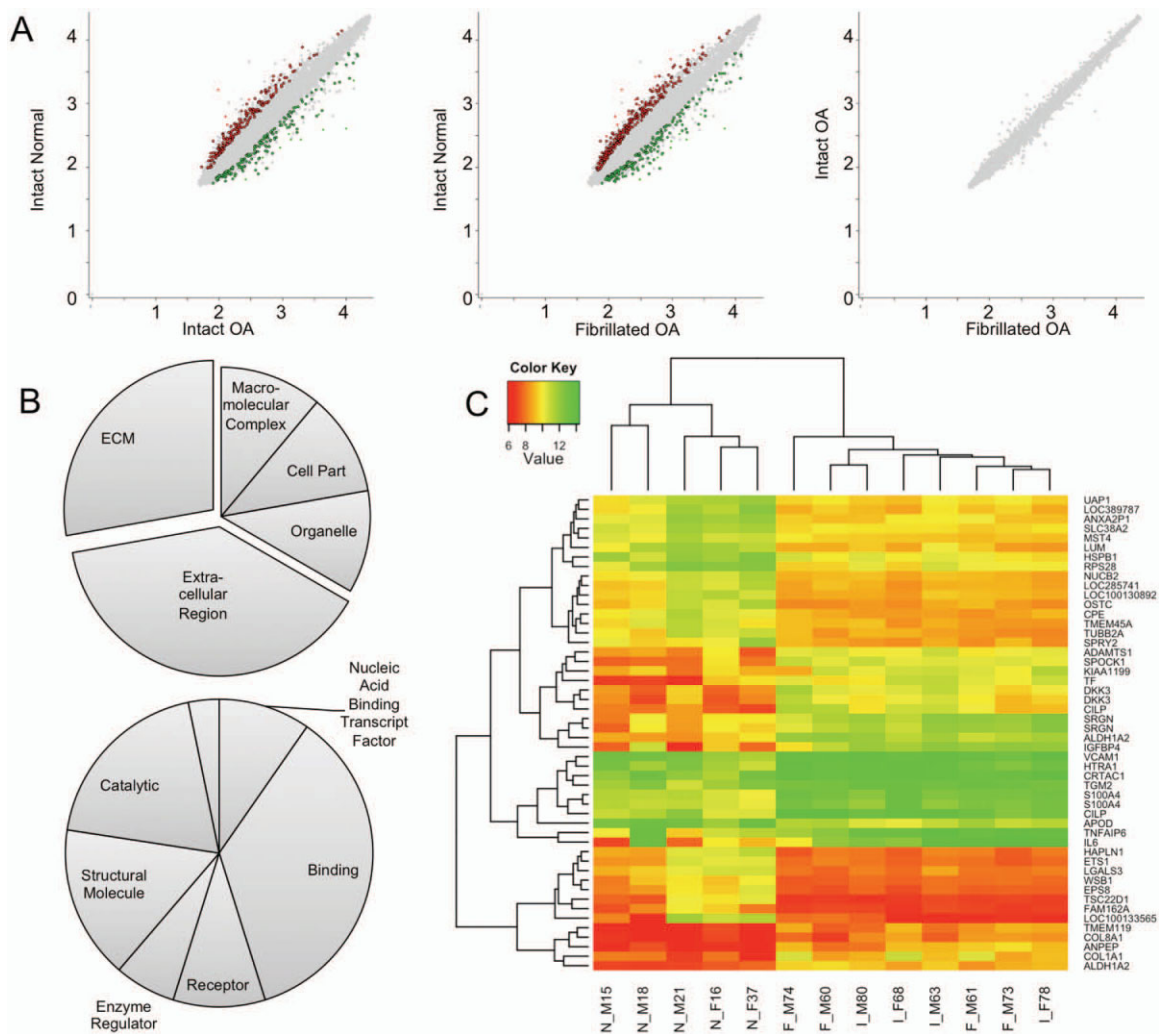 A
4
3
2
1
0
Intact Normal
1
2
3
4
Intact OA
4
3
2
1
0
Intact Normal
1
2
3
4
Fibrillated OA
4
3
2
1
0
Intact OA
1
2
3
4
Fibrillated OA
B
ECM
Macro-
molecular
Complex
Cell Part
Organelle
Extra-
cellular
Region
Nucleic
Acid
Binding
Transcript
Factor
Catalytic
Structural
Molecule
Binding
Enzyme
Regulator
Receptor
C
Color Key
6 8 12
Value
UAP1
LOC389787
ANXA2P1
SLC38A2
MST4
LUM
HSPB1
RPS28
NUCB2
LOC285741
LOC100130892
OSTC
CPE
TMEM45A
TUBB2A
SPRY2
ADAMTS1
SPOCK1
KIAA1199
TF
DKK3
DKK3
CILP
SRGN
SRGN
ALDH1A2
IGFBP4
VCAM1
HTRA1
CRTAC1
TGM2
S100A4
S100A4
CILP
APOD
TNFAIP6
IL6
HAPLN1
ETS1
LGALS3
WSB1
EPS8
TSC22D1
FAM162A
LOC100133565
TMEM119
COL8A1
ANPEP
COL1A1
ALDH1A2
N_M15
N_M18
N_M21
N_F16
N_F37
F_M74
F_M60
I_M80
I_F68
I_M63
F_M61
F_M73
I_F78